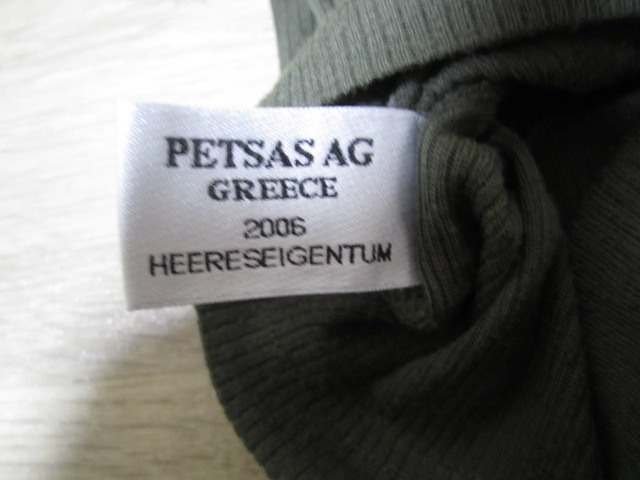 PETSAS AG
GREECE
2006
HEERESEIGENTUM